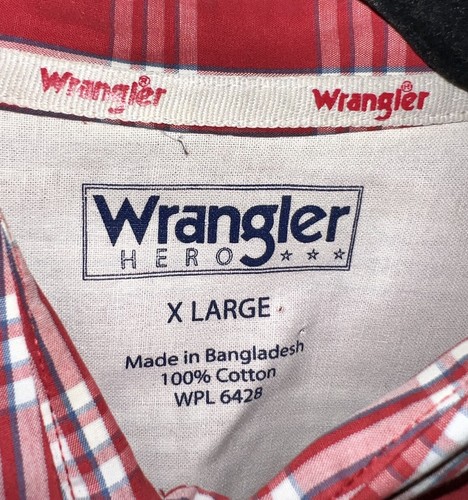 Wrangler® Wrangler®
Wrangler
HERO ☆☆☆
X LARGE
Made in Bangladesh
100% Cotton
WPL 6428